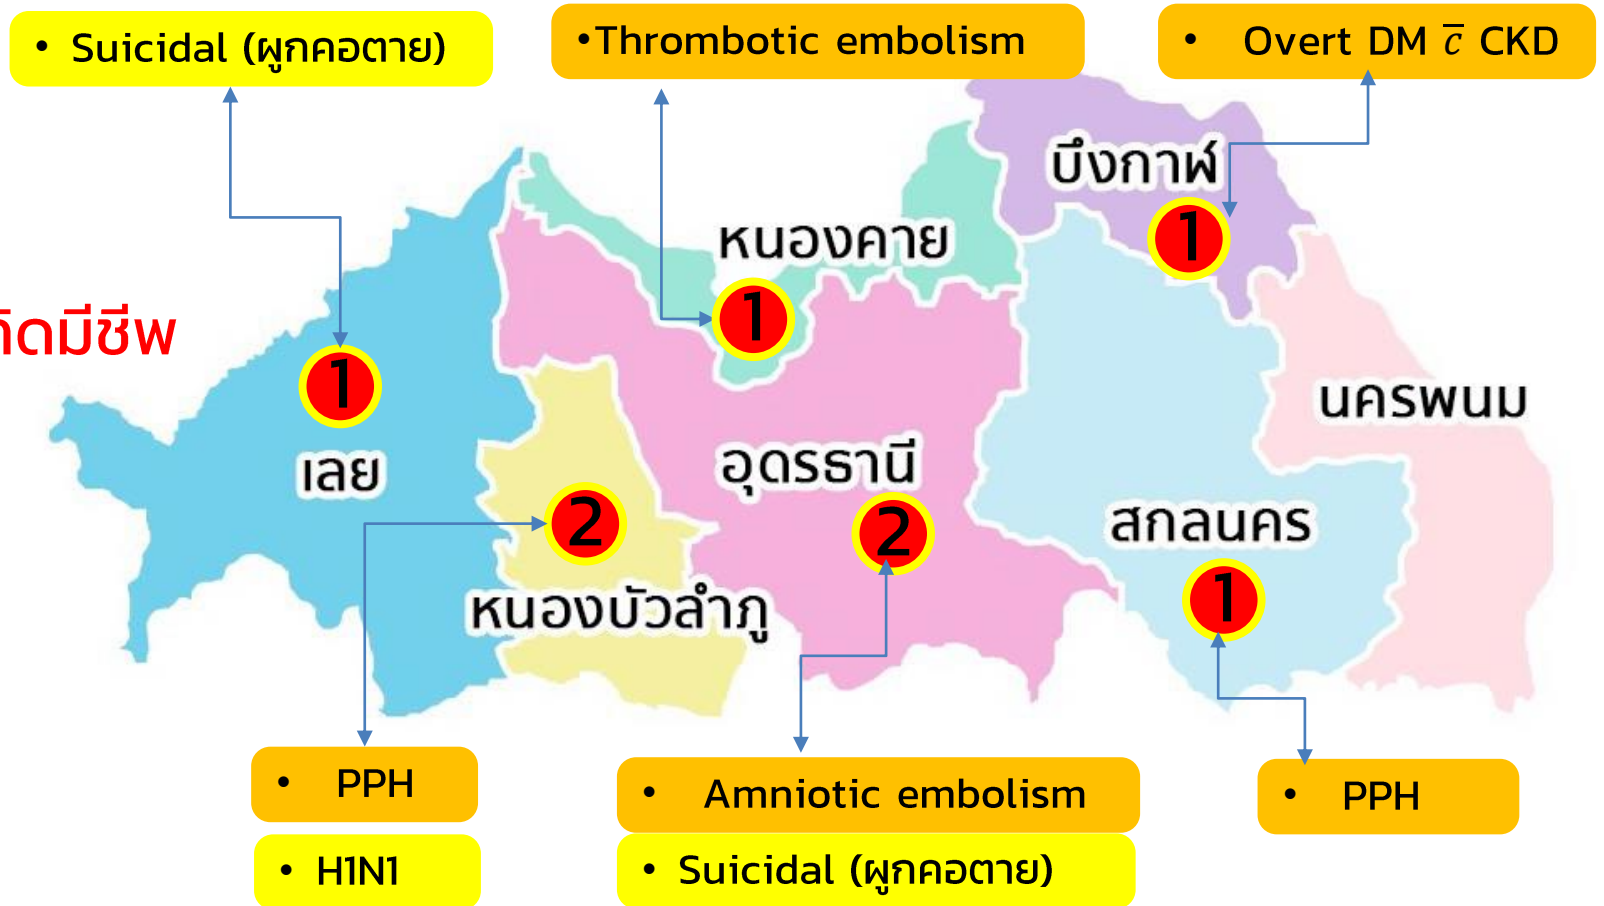 • Suicidal (ผูกคอตาย)
•Thrombotic embolism
• Overt DM c̅ CKD
บึงกาฬ
1
หนองคาย
1
กิดมีชีพ
1
นครพนม
เลย
อุดรธานี
2
2
สกลนคร
1
หนองบัวลำภู
• PPH
• Amniotic embolism
• PPH
• H1N1
• Suicidal (ผูกคอตาย)